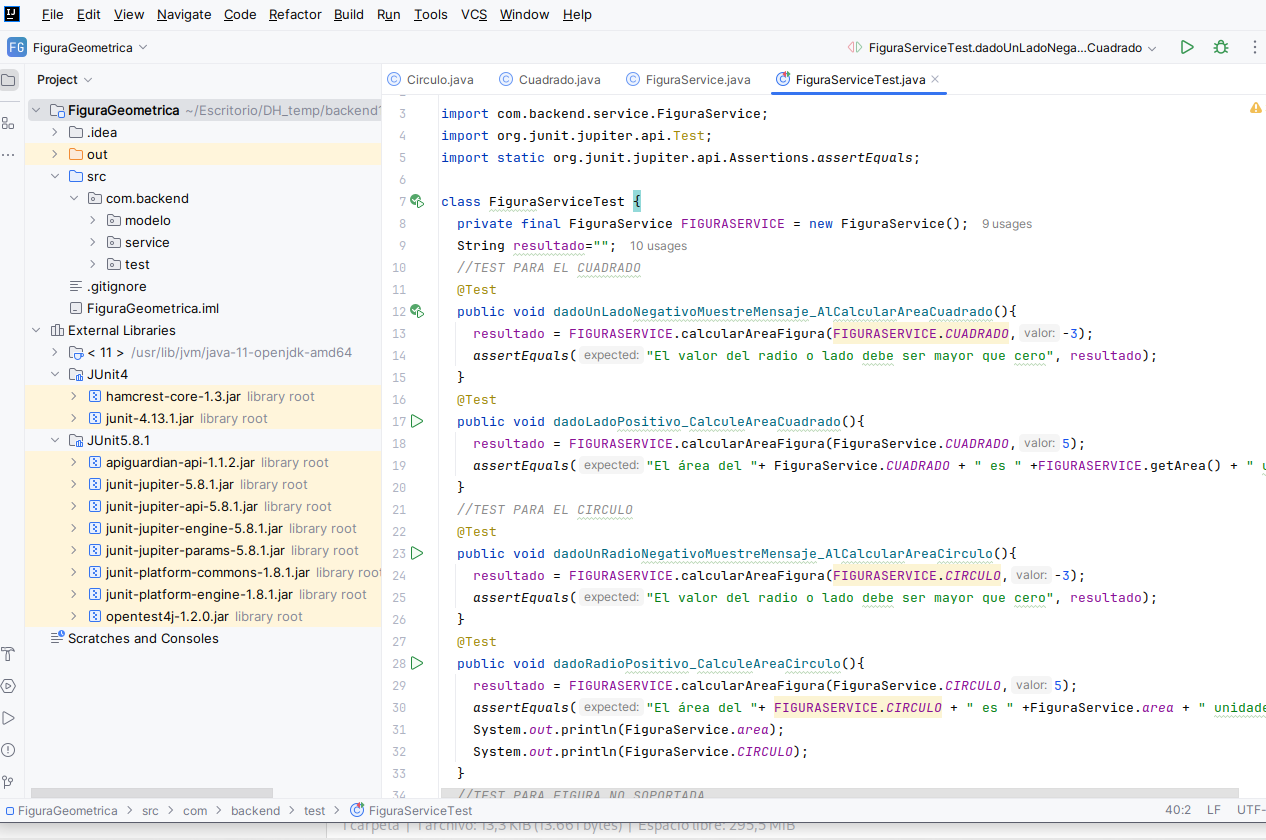 File Edit View Navigate Code Refactor Build Run Tools VCS Window Help
FG FiguraGeometrica FiguraServiceTest.dadoUnLadoNega...Cuadrado
Project
Circulo.java Cuadrado.java FiguraService.java FiguraServiceTest.java
FiguraGeometrica ~/Escritorio/DH_temp/backend1
.idea
out
src
com.backend
modelo
service
test
.gitignore
FiguraGeometrica.iml
External Libraries
< 11 > /usr/lib/jvm/java-11-openjdk-amd64
JUnit4
hamcrest-core-1.3.jar library root
junit-4.13.1.jar library root
JUnit5.8.1
apiguardian-api-1.1.2.jar library root
junit-jupiter-5.8.1.jar library root
junit-jupiter-api-5.8.1.jar library root
junit-jupiter-engine-5.8.1.jar library root
junit-jupiter-params-5.8.1.jar library root
junit-platform-commons-1.8.1.jar library root
junit-platform-engine-1.8.1.jar library root
opentest4j-1.2.0.jar library root
Scratches and Consoles
3 import com.backend.service.FiguraService;
4 import org.junit.jupiter.api.Test;
5 import static org.junit.jupiter.api.Assertions.assertEquals;
6
7 class FiguraServiceTest {
8 private final FiguraService FIGURASERVICE = new FiguraService(); 9 usages
9 String resultado=""; 10 usages
10 //TEST PARA EL CUADRADO
11 @Test
12 public void dadoUnLadoNegativoMuestreMensaje_AlCalcularAreaCuadrado(){
13 resultado = FIGURASERVICE.calcularAreaFigura(FIGURASERVICE.CUADRADO, valor: -3);
14 assertEquals( expected: "El valor del radio o lado debe ser mayor que cero", resultado);
15 }
16 @Test
17 public void dadoLadoPositivo_CalculeAreaCuadrado(){
18 resultado = FIGURASERVICE.calcularAreaFigura(FiguraService.CUADRADO, valor: 5);
19 assertEquals( expected: "El área del "+ FiguraService.CUADRADO + " es " +FIGURASERVICE.getArea() + " u
20 }
21 //TEST PARA EL CIRCULO
22 @Test
23 public void dadoUnRadioNegativoMuestreMensaje_AlCalcularAreaCirculo(){
24 resultado = FIGURASERVICE.calcularAreaFigura(FIGURASERVICE.CIRCULO, valor: -3);
25 assertEquals( expected: "El valor del radio o lado debe ser mayor que cero", resultado);
26 }
27 @Test
28 public void dadoRadioPositivo_CalculeAreaCirculo(){
29 resultado = FIGURASERVICE.calcularAreaFigura(FiguraService.CIRCULO, valor: 5);
30 assertEquals( expected: "El área del "+ FIGURASERVICE.CIRCULO + " es " +FiguraService.area + " unidade
31 System.out.println(FiguraService.area);
32 System.out.println(FiguraService.CIRCULO);
33 }
34 //TEST PARA FIGURA NO SOPORTADA
FiguraGeometrica > src > com > backend > test > FiguraServiceTest 40:2 LF UTF-
1 carpeta | 1 archivo: 13,3 KiB (13.661 bytes) | Espacio libre: 295,5 MiB